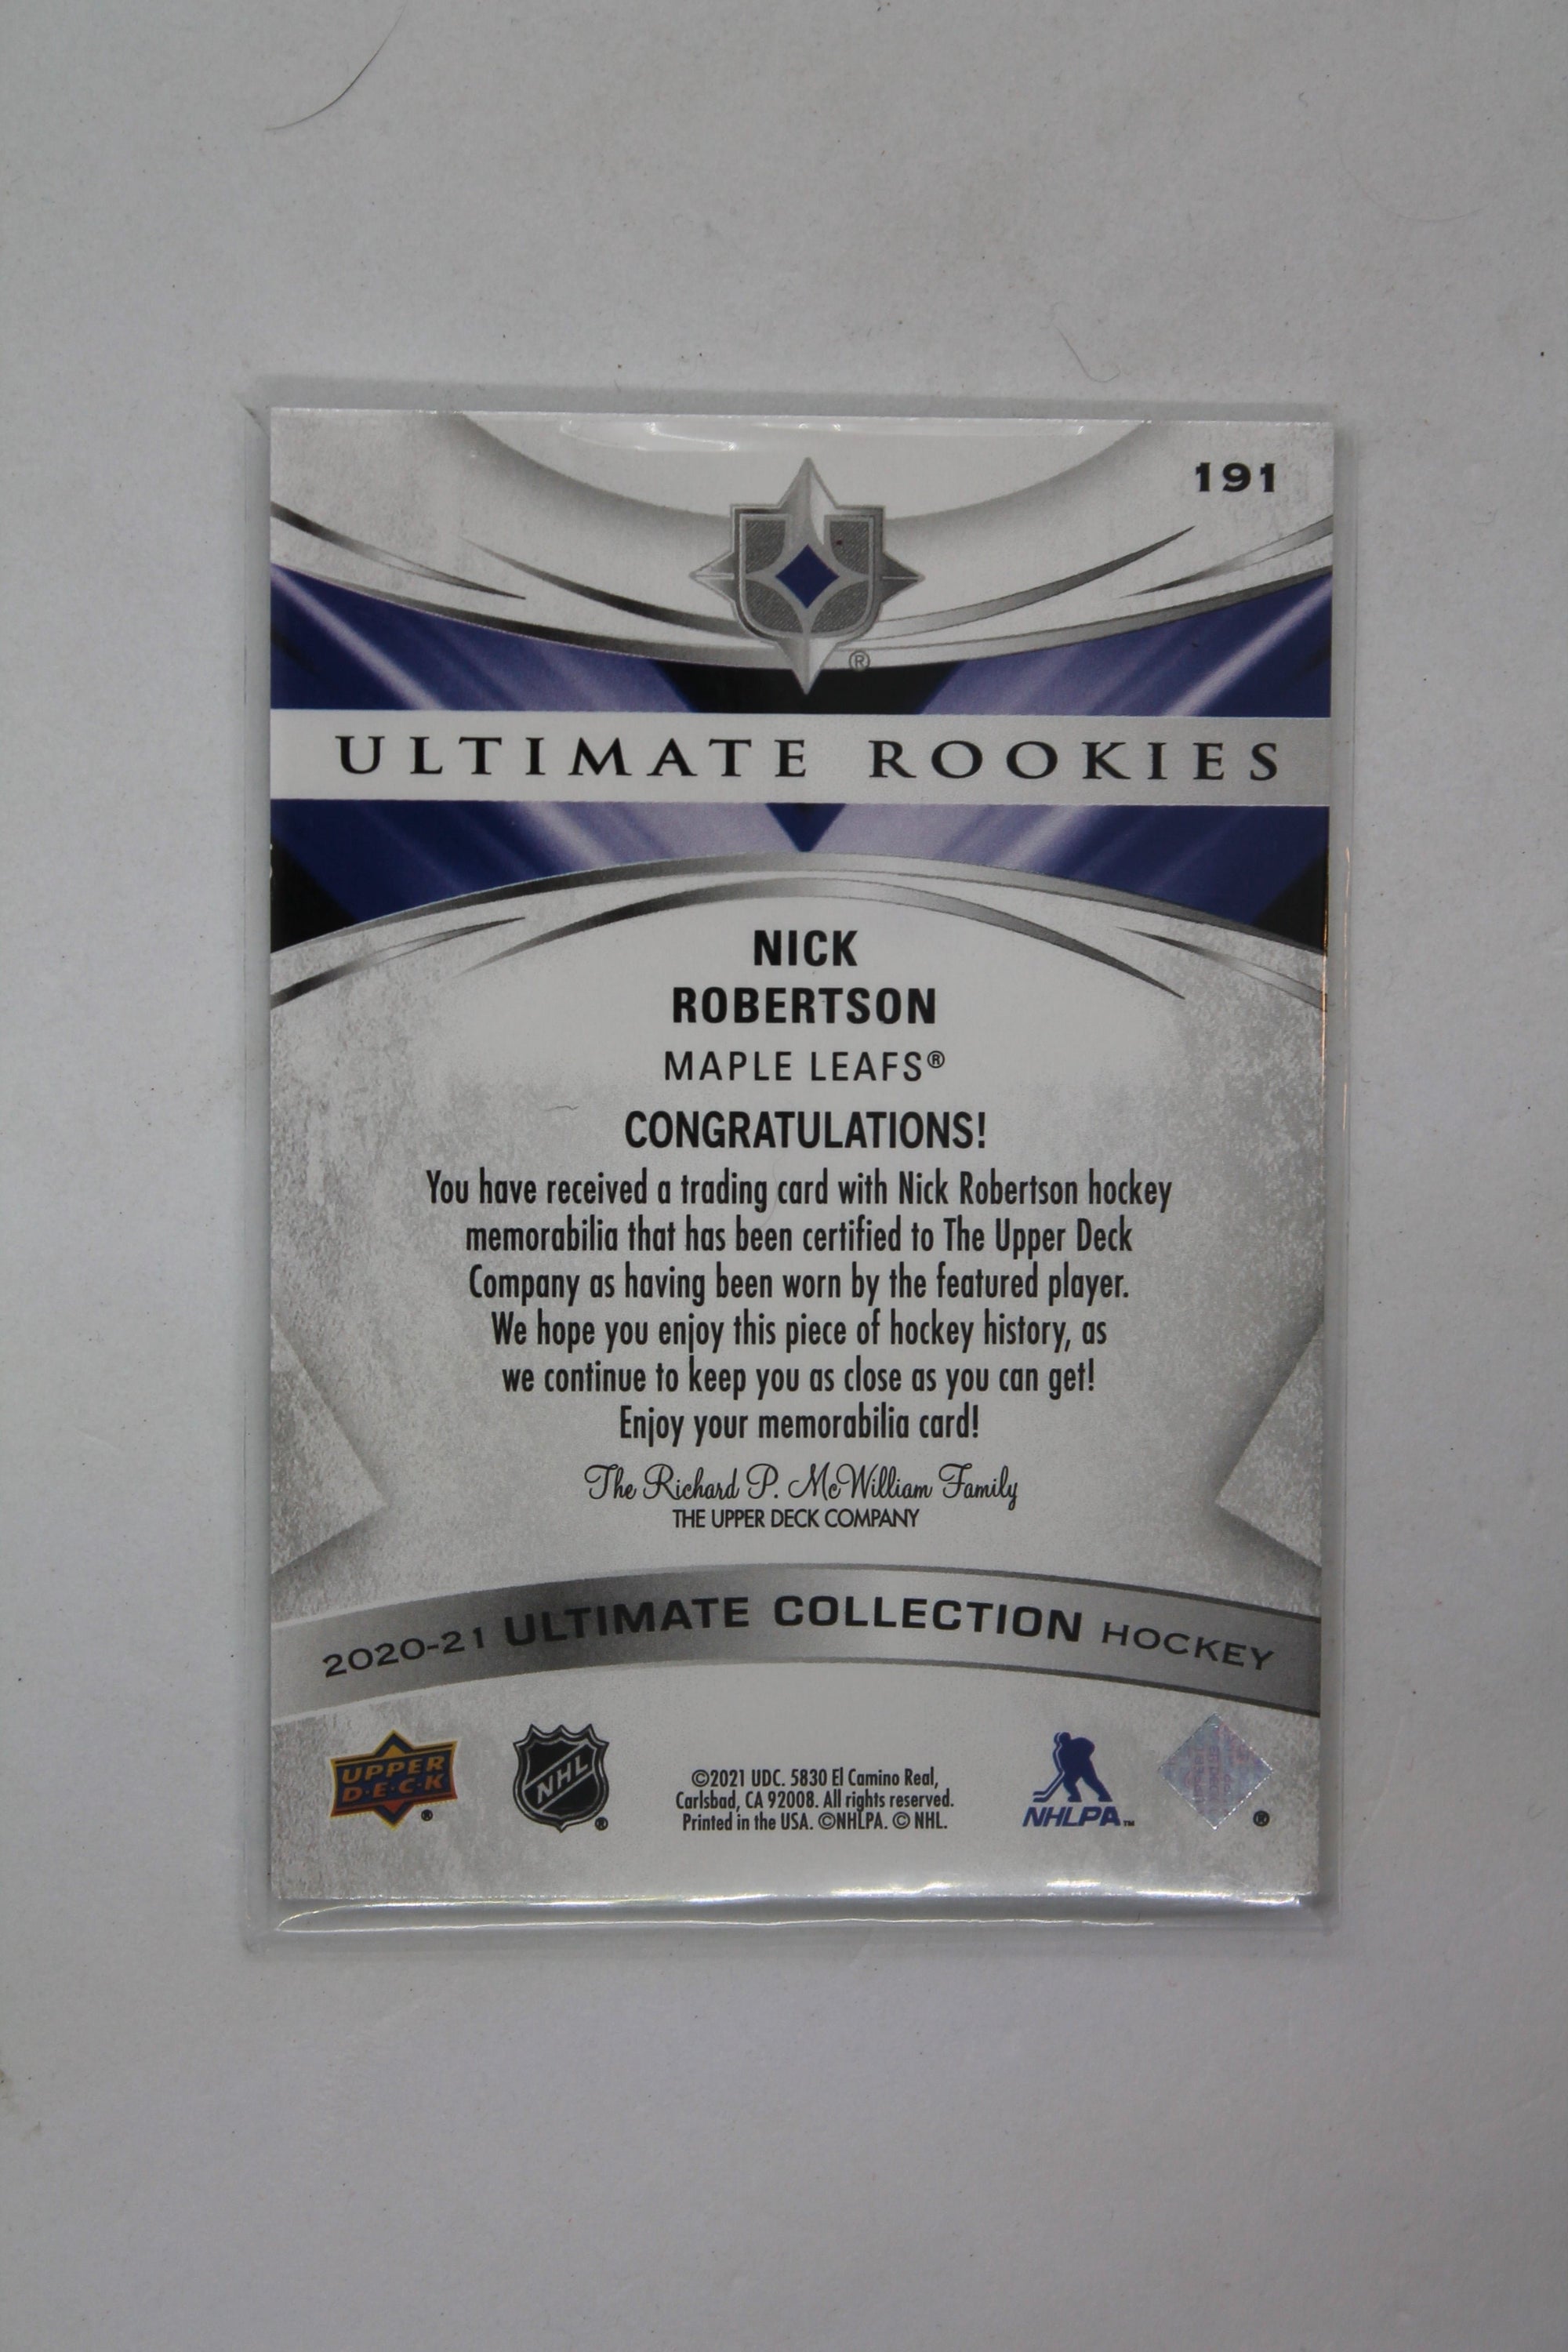 191
®
ULTIMATE ROOKIES
NICK
ROBERTSON
MAPLE LEAFS®
CONGRATULATIONS!
You have received a trading card with Nick Robertson hockey
memorabilia that has been certified to The Upper Deck
Company as having been worn by the featured player.
We hope you enjoy this piece of hockey history, as
we continue to keep you as close as you can get!
Enjoy your memorabilia card!
The Richard P. McWilliam Family
THE UPPER DECK COMPANY
2020-21 ULTIMATE COLLECTION HOCKEY
UPPER
D·E·C·K
®
NHL
®
©2021 UDC. 5830 El Camino Real,
Carlsbad, CA 92008. All rights reserved.
Printed in the USA. ©NHLPA. © NHL.
NHLPA™
®